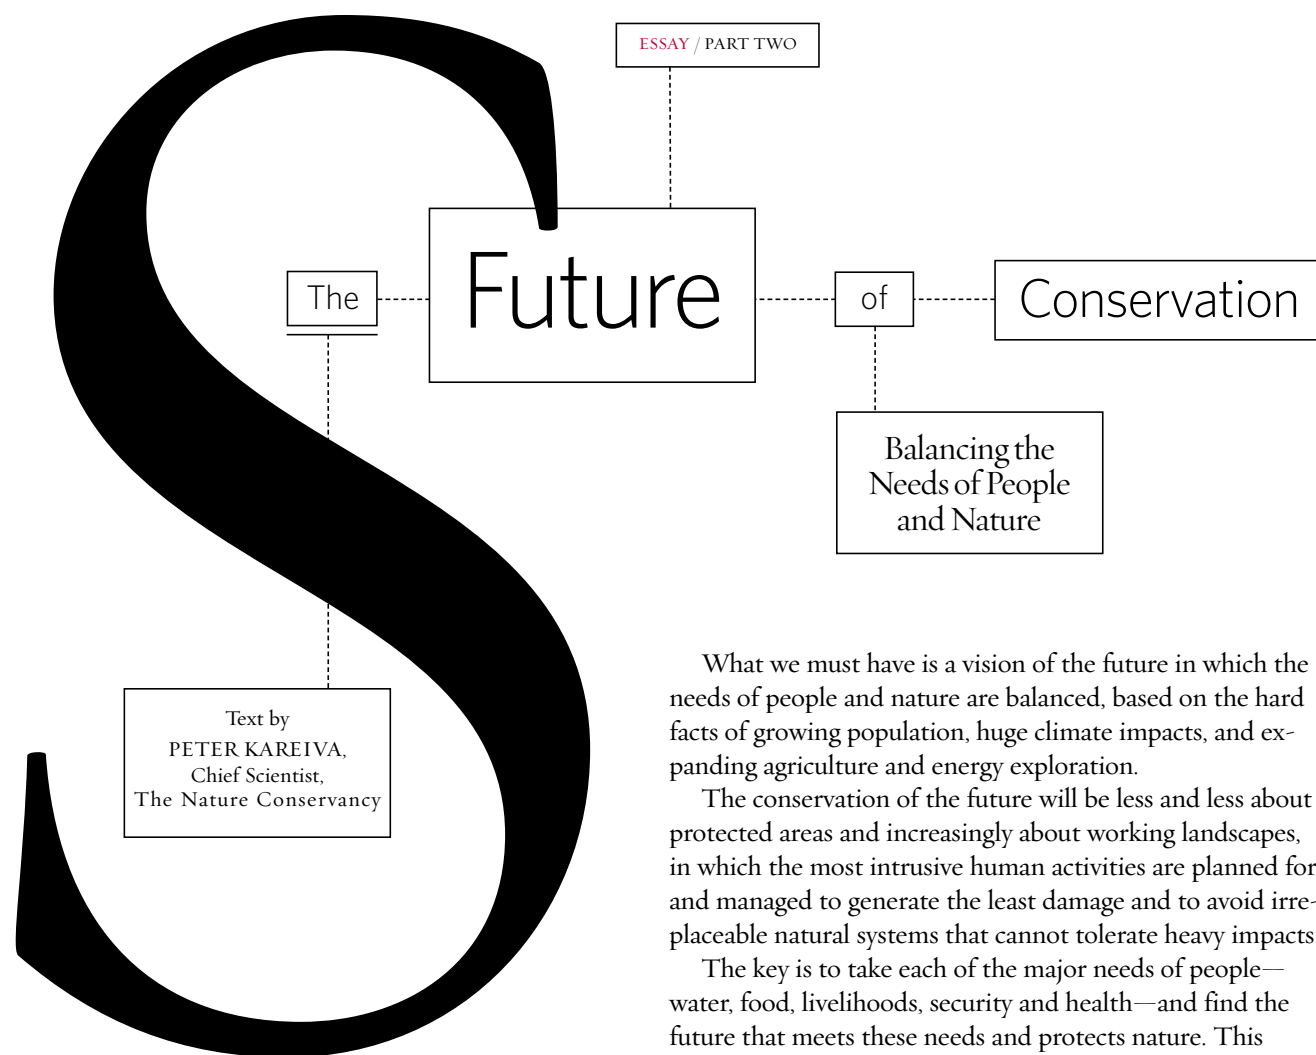 S
ESSAY / PART TWO
The Future of Conservation
Balancing the
Needs of People
and Nature
Text by
PETER KAREIVA,
Chief Scientist,
The Nature Conservancy
What we must have is a vision of the future in which the
needs of people and nature are balanced, based on the hard
facts of growing population, huge climate impacts, and ex-
panding agriculture and energy exploration.
The conservation of the future will be less and less about
protected areas and increasingly about working landscapes,
in which the most intrusive human activities are planned for
and managed to generate the least damage and to avoid irre-
placeable natural systems that cannot tolerate heavy impacts
The key is to take each of the major needs of people—
water, food, livelihoods, security and health—and find the
future that meets these needs and protects nature. This